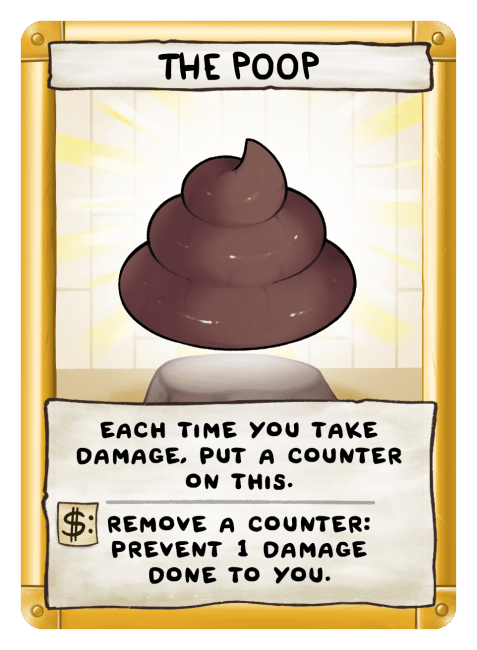 THE POOP
EACH TIME YOU TAKE
DAMAGE, PUT A COUNTER
ON THIS.
$: REMOVE A COUNTER:
PREVENT 1 DAMAGE
DONE TO YOU.